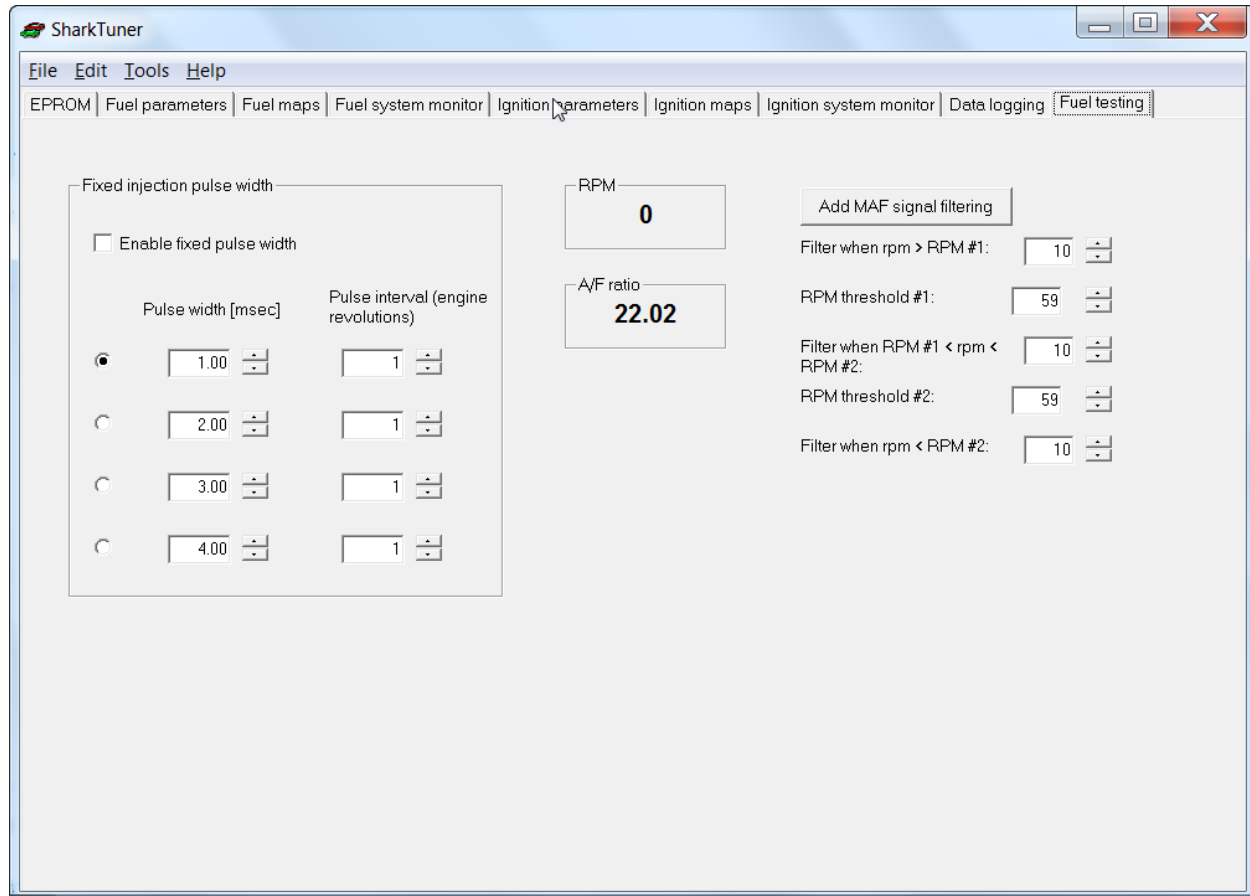 SharkTuner
File Edit Tools Help
EPROM Fuel parameters Fuel maps Fuel system monitor Ignition parameters Ignition maps Ignition system monitor Data logging Fuel testing
Fixed injection pulse width
Enable fixed pulse width
Pulse width [msec]
Pulse interval (engine
revolutions)
1.00 1
2.00 1
3.00 1
4.00 1
RPM
0
A/F ratio
22.02
Add MAF signal filtering
Filter when rpm > RPM #1: 10
RPM threshold #1: 59
Filter when RPM #1 < rpm <
RPM #2: 10
RPM threshold #2: 59
Filter when rpm < RPM #2: 10